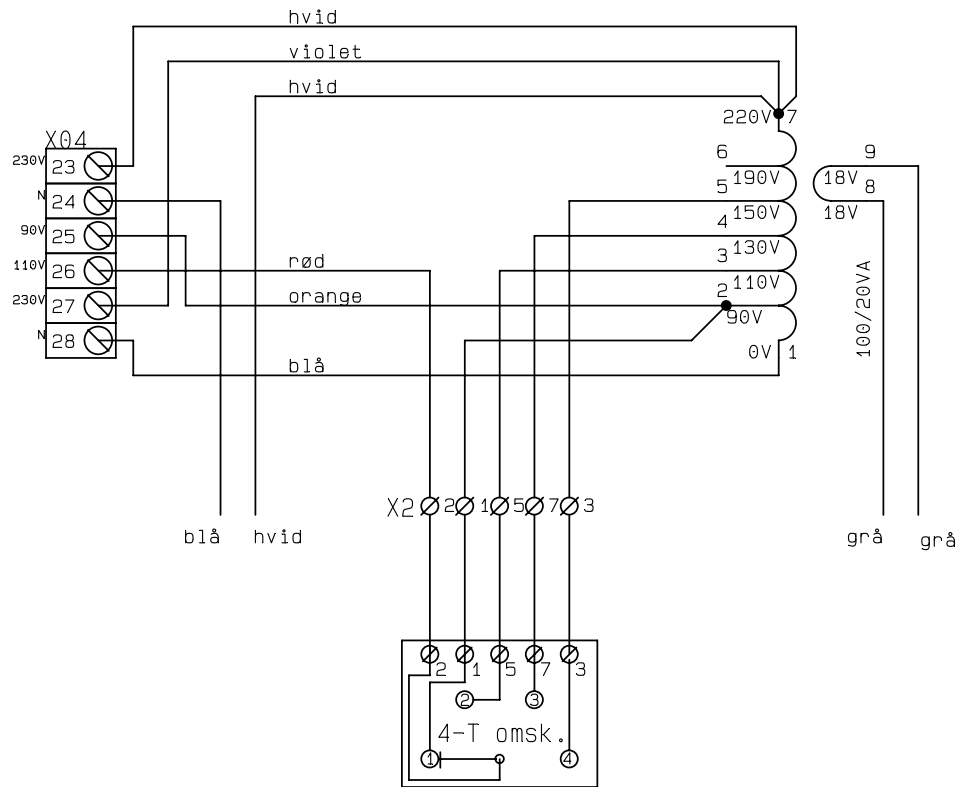 hvid
violet
hvid
220V 7
X04
230V 23
6
9
190V
18V
N 24
5
8
150V
18V
90V 25
4
130V
110V 26
rød
3
110V
230V 27
orange
2
90V
100/20VA
N 28
0V 1
blå
X2 2 1 5 7 3
blå hvid
grå grå
2 1 5 7 3
2 3
4-T omsk.
1 4